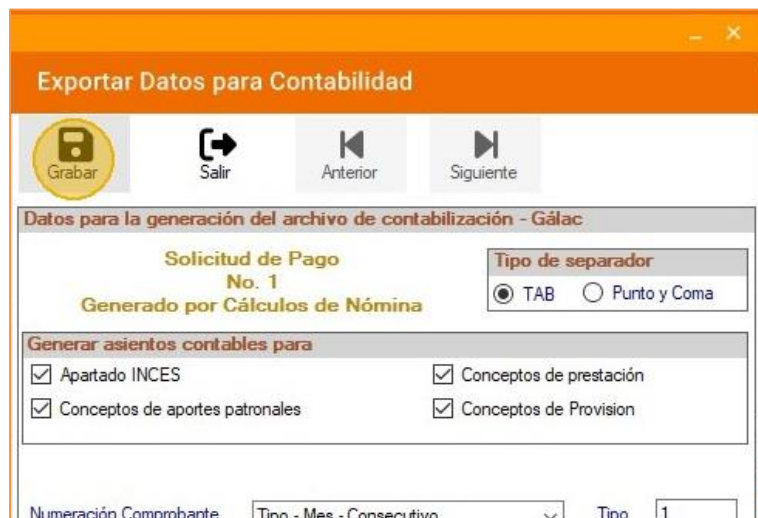 Exportar Datos para Contabilidad
Grabar Salir Anterior Siguiente
Datos para la generación del archivo de contabilización - Gálac
Solicitud de Pago
No. 1
Generado por Cálculos de Nómina
Tipo de separador
TAB Punto y Coma
Generar asientos contables para
Apartado INCES Conceptos de prestación
Conceptos de aportes patronales Conceptos de Provision
Numeración Comprobante Tipo - Mes - Consecutivo Tipo 1